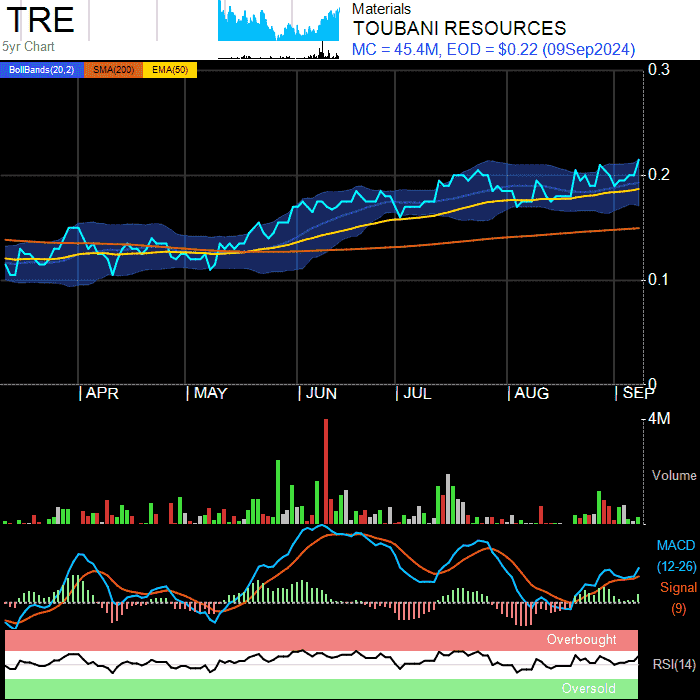 TRE
5yr Chart
Materials
TOUBANI RESOURCES
MC = 45.4M, EOD = $0.22 (09Sep2024)
BollBands(20,2) SMA(200) EMA(50)
0.3
0.2
0.1
0
APR MAY JUN JUL AUG SEP
4M
Volume
MACD
(12-26)
Signal
(9)
Overbought
RSI(14)
Oversold